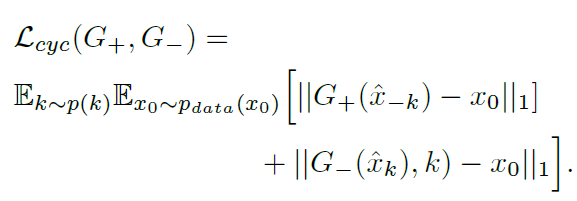 𝓛_{cyc}(G_+, G_−) =
𝔼_{k∼p(k)}𝔼_{x_0∼p_{data}(x_0)}[||G_+(x̂_{−k}) − x_0||_1]
+ ||G_−(x̂_k), k) − x_0||_1].